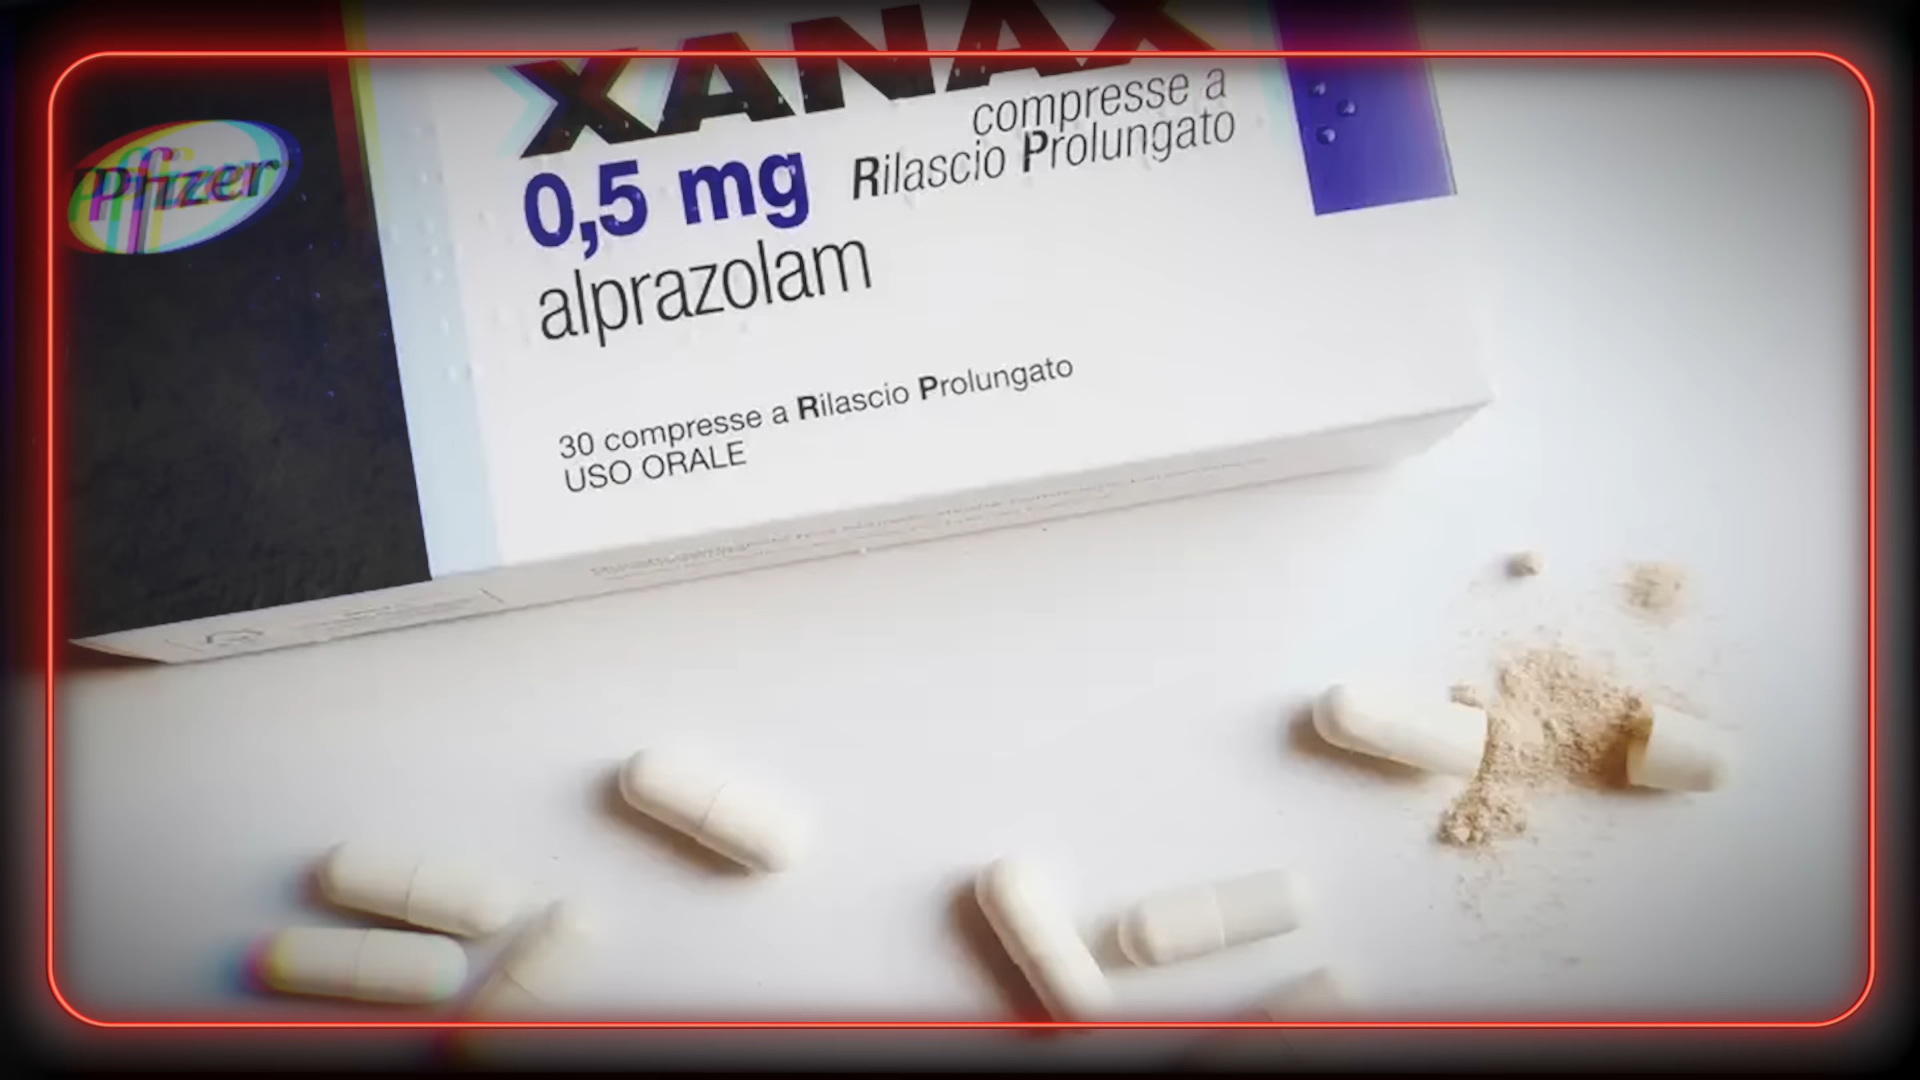 XANAX
compresse a
0,5 mg Rilascio Prolungato
Pfizer
alprazolam
30 compresse a Rilascio Prolungato
USO ORALE